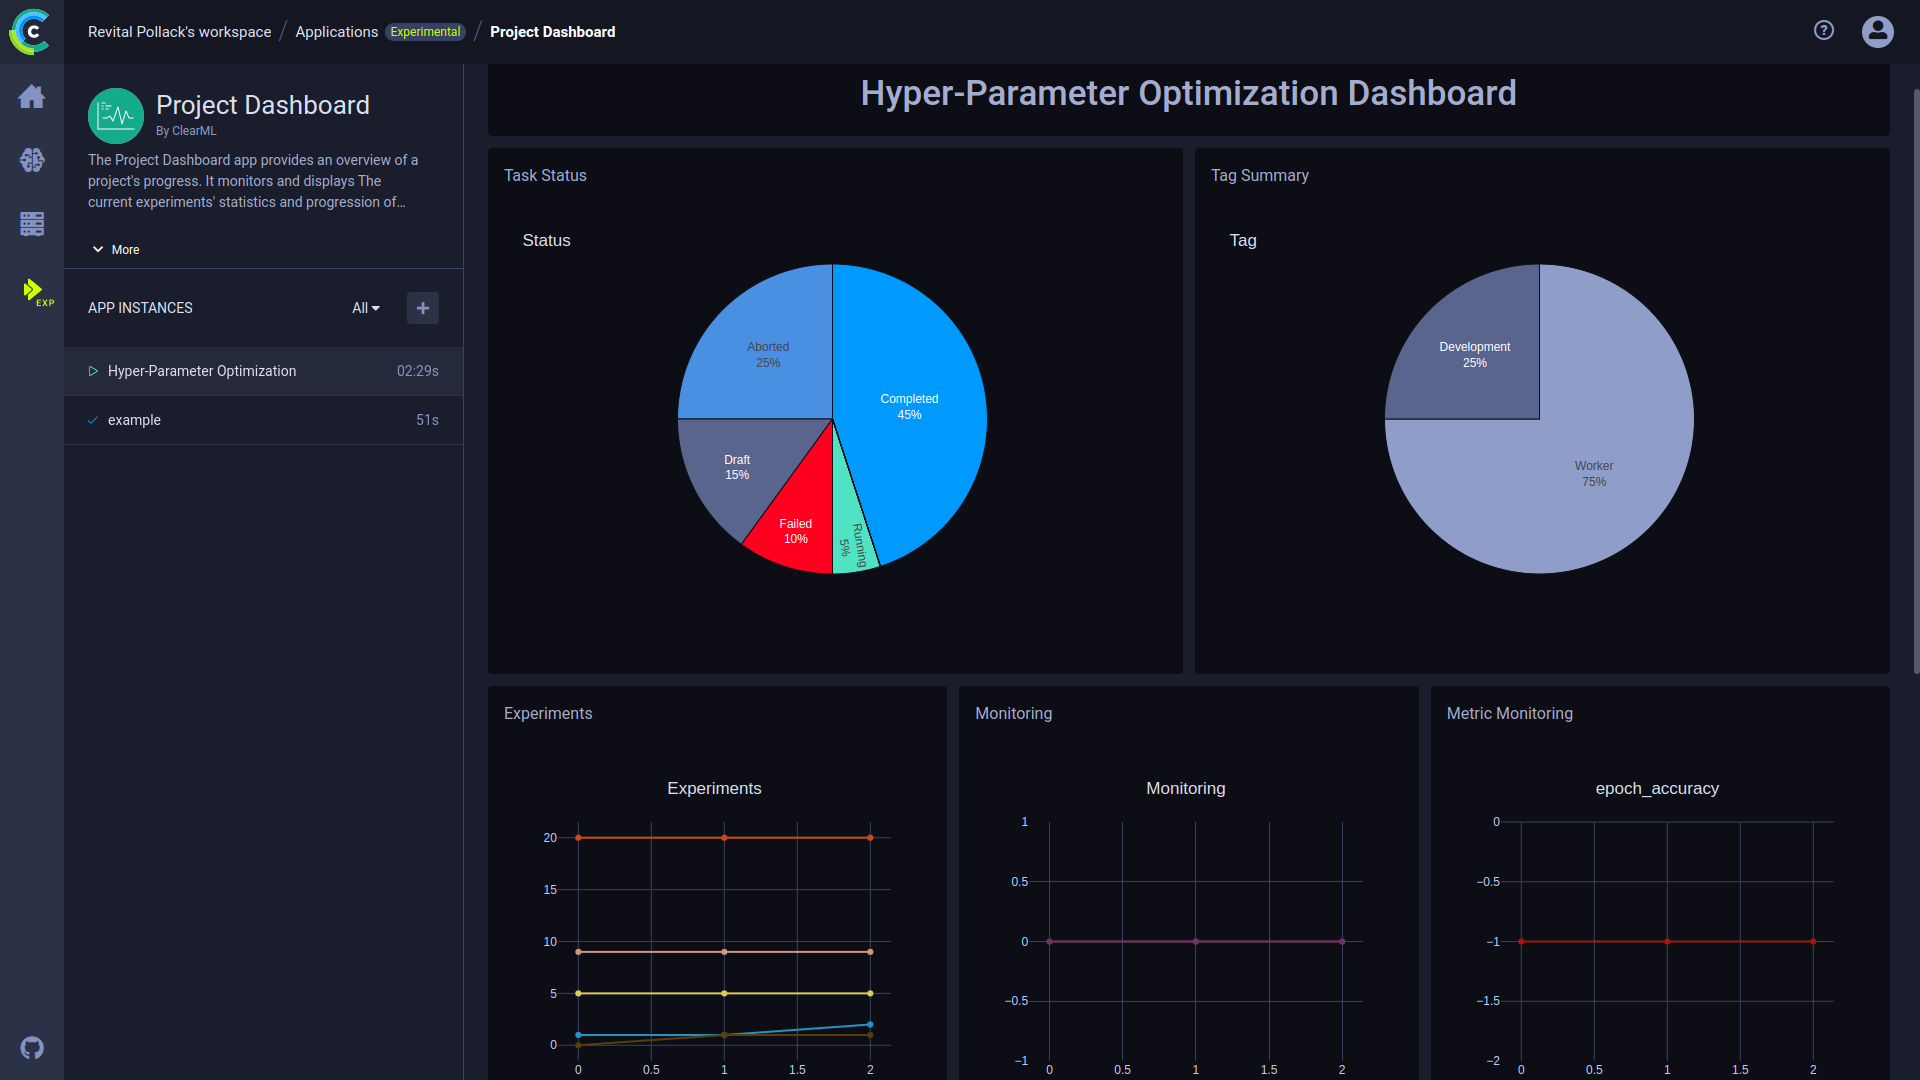 Revital Pollack's workspace / Applications Experimental / Project Dashboard
Project Dashboard
By ClearML
The Project Dashboard app provides an overview of a
project's progress. It monitors and displays The
current experiments' statistics and progression of…
More
EXP
APP INSTANCES All
Hyper-Parameter Optimization 02:29s
example 51s
Hyper-Parameter Optimization Dashboard
Task Status
Status
Aborted
25%
Completed
45%
Draft
15%
Failed
10%
Running
5%
Tag Summary
Tag
Development
25%
Worker
75%
Experiments
Experiments
20
15
10
5
0
0 0.5 1 1.5 2
Monitoring
Monitoring
1
0.5
0
−0.5
−1
0 0.5 1 1.5 2
Metric Monitoring
epoch_accuracy
0
−0.5
−1
−1.5
−2
0 0.5 1 1.5 2